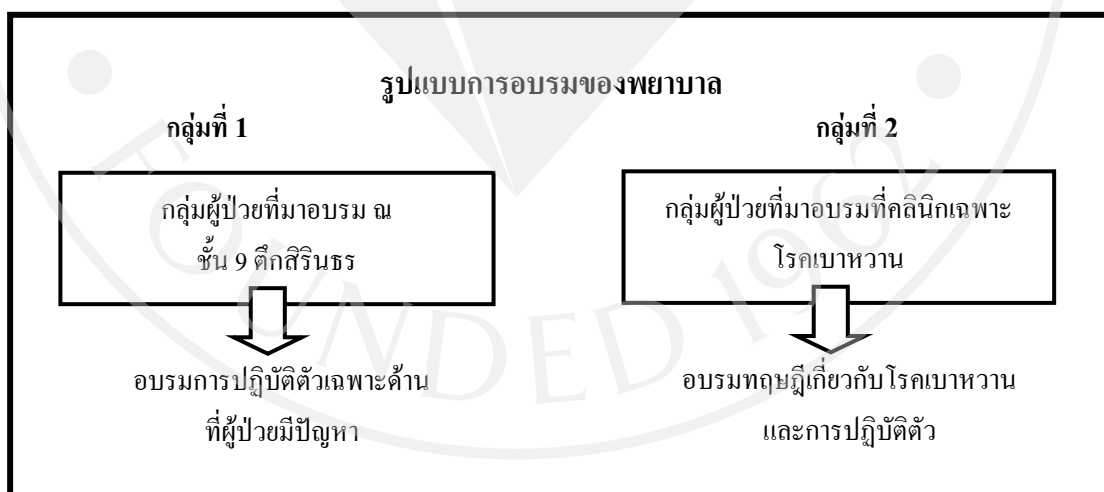 รูปแบบการอบรมของพยาบาล
กลุ่มที่ 1
กลุ่มที่ 2
กลุ่มผู้ป่วยที่มาอบรม ณ
ชั้น 9 ตึกสิรินธร
กลุ่มผู้ป่วยที่มาอบรมที่คลินิกเฉพาะ
โรคเบาหวาน
อบรมการปฏิบัติตัวเฉพาะด้าน
ที่ผู้ป่วยมีปัญหา
อบรมทฤษฎีเกี่ยวกับโรคเบาหวาน
และการปฏิบัติตัว
FOUNDED 1962